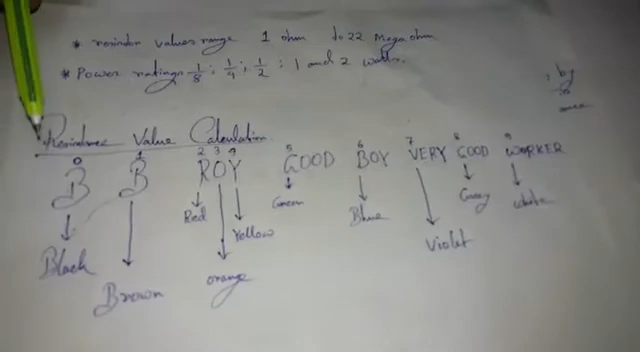 * resistor values range 1 ohm to 22 Mega ohm
* Power ratings 1/8 ; 1/4 ; 1/2 ; 1 and 2 watts.
: by
Resistance Value Calculation
0 1 2 3 4 5 6 7 8 9
B B ROY GOOD BOY VERY GOOD WORKER
Red Green Gray white
Yellow Blue
Black orange Violet
Brown